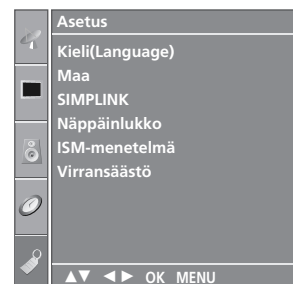 Asetus
Kieli(Language)
Maa
SIMPLINK
Näppäinlukko
ISM-menetelmä
Virransäästö
▲▼ ◄► OK MENU